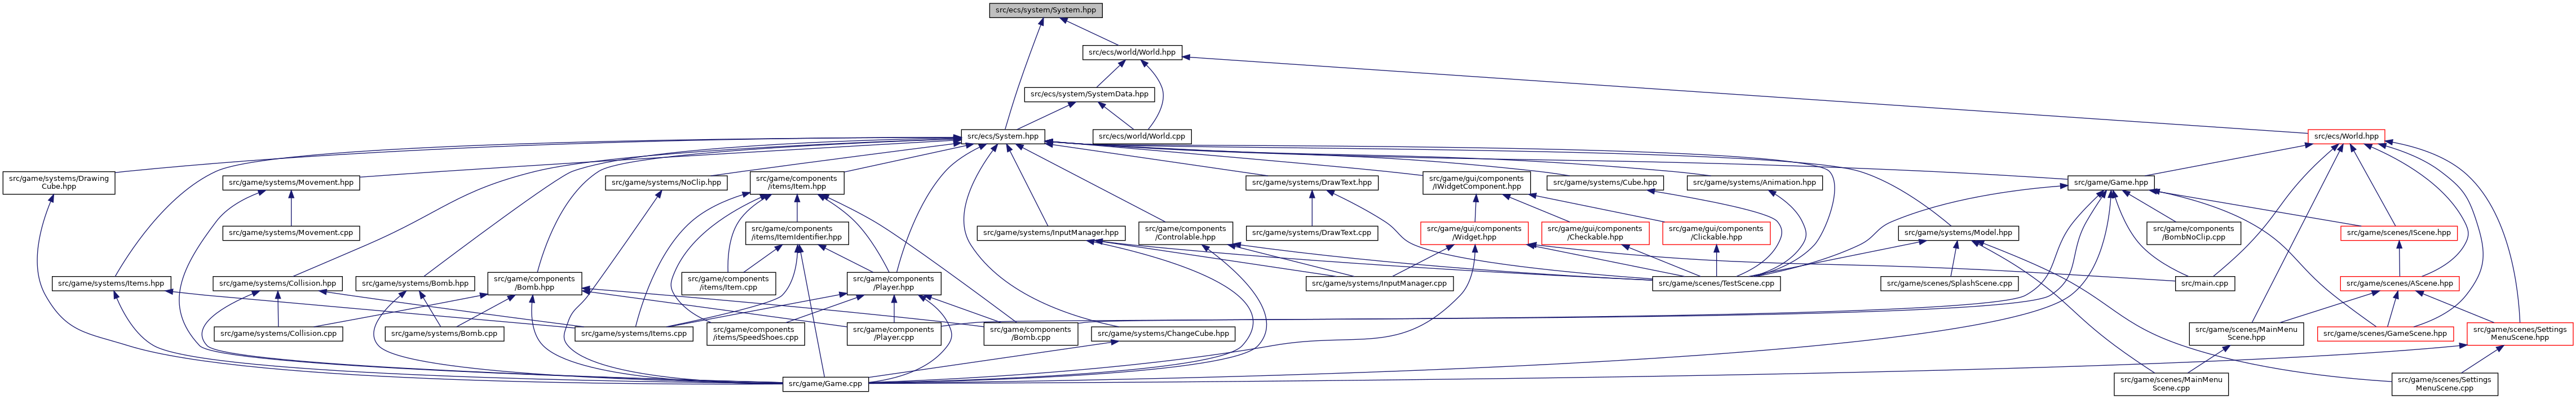 src/ecs/system/System.hpp
src/ecs/world/World.hpp
src/ecs/system/SystemData.hpp
src/ecs/System.hpp
src/ecs/world/World.cpp
src/ecs/World.hpp
src/game/systems/Drawing
Cube.hpp
src/game/systems/Movement.hpp
src/game/systems/NoClip.hpp
src/game/components
/items/Item.hpp
src/game/systems/DrawText.hpp
src/game/gui/components
/IWidgetComponent.hpp
src/game/systems/Cube.hpp
src/game/systems/Animation.hpp
src/game/Game.hpp
src/game/systems/Movement.cpp
src/game/components
/items/ItemIdentifier.hpp
src/game/systems/InputManager.hpp
src/game/components
/Controlable.hpp
src/game/systems/DrawText.cpp
src/game/gui/components
/Widget.hpp
src/game/gui/components
/Checkable.hpp
src/game/gui/components
/Clickable.hpp
src/game/systems/Model.hpp
src/game/components
/BombNoClip.cpp
src/game/scenes/IScene.hpp
src/game/systems/Items.hpp
src/game/systems/Collision.hpp
src/game/systems/Bomb.hpp
src/game/components
/Bomb.hpp
src/game/components
/items/Item.cpp
src/game/components
/Player.hpp
src/game/systems/InputManager.cpp
src/game/scenes/TestScene.cpp
src/game/scenes/SplashScene.cpp
src/main.cpp
src/game/scenes/AScene.hpp
src/game/systems/Collision.cpp
src/game/systems/Bomb.cpp
src/game/systems/Items.cpp
src/game/components
/items/SpeedShoes.cpp
src/game/components
/Player.cpp
src/game/components
/Bomb.cpp
src/game/systems/ChangeCube.hpp
src/game/scenes/MainMenu
Scene.hpp
src/game/scenes/GameScene.hpp
src/game/scenes/Settings
MenuScene.hpp
src/game/Game.cpp
src/game/scenes/MainMenu
Scene.cpp
src/game/scenes/Settings
MenuScene.cpp